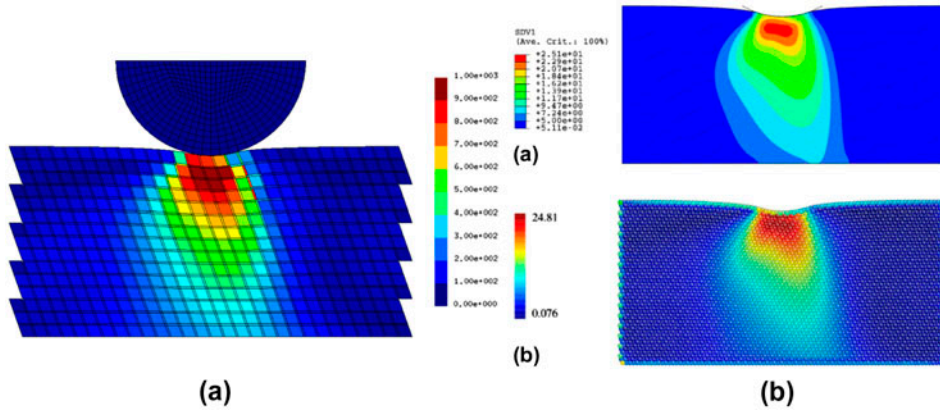 1.00e+003
9.00e+002
8.00e+002
7.00e+002
6.00e+002
5.00e+002
4.00e+002
3.00e+002
2.00e+002
1.00e+002
0.00e+000
(a)
SDV1
(Ave. Crit.: 100%)
+2.51e+01
+2.29e+01
+2.07e+01
+1.84e+01
+1.62e+01
+1.39e+01
+1.17e+01
+9.47e+00
+7.24e+00
+5.00e+00
+5.11e-02
(a)
24.81
0.076
(b)
(b)